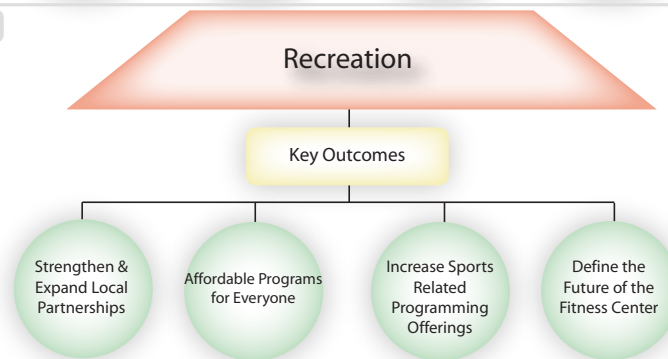 Recreation
Key Outcomes
Strengthen &
Expand Local
Partnerships
Affordable Programs
for Everyone
Increase Sports
Related
Programming
Offerings
Define the
Future of the
Fitness Center